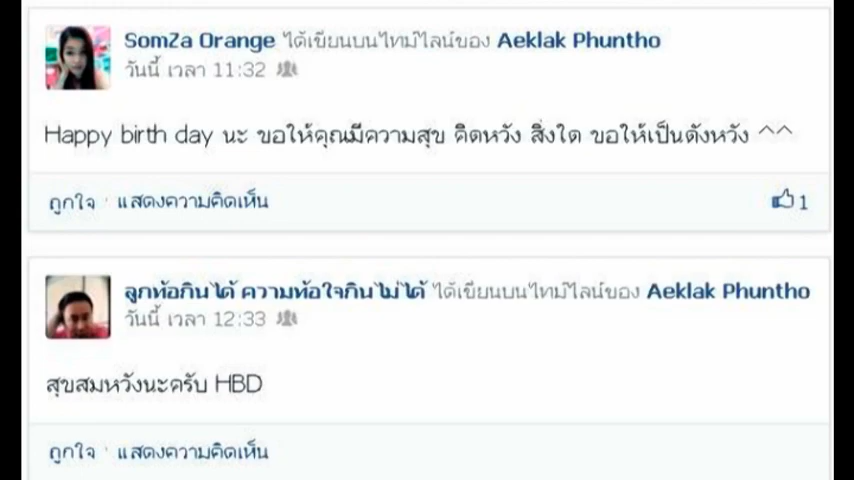 SomZa Orange ได้เขียนบนไทม์ไลน์ของ Aeklak Phuntho
วันนี้ เวลา 11:32
Happy birth day นะ ขอให้คุณมีความสุข คิดหวัง สิ่งใด ขอให้เป็นดังหวัง ^^
ถูกใจ · แสดงความคิดเห็น 1
ลูกท้อกินได้ ความท้อใจกินไม่ได้ ได้เขียนบนไทม์ไลน์ของ Aeklak Phuntho
วันนี้ เวลา 12:33
สุขสมหวังนะครับ HBD
ถูกใจ · แสดงความคิดเห็น